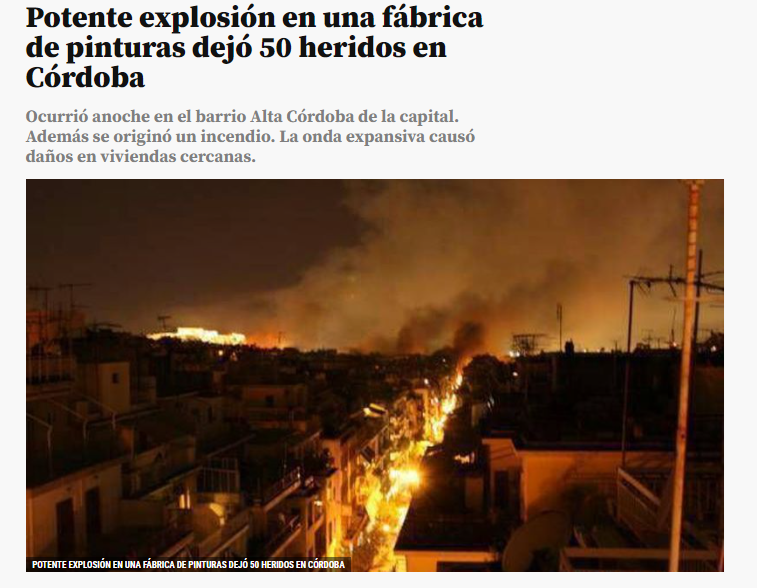 Potente explosión en una fábrica
de pinturas dejó 50 heridos en
Córdoba
Ocurrió anoche en el barrio Alta Córdoba de la capital.
Además se originó un incendio. La onda expansiva causó
daños en viviendas cercanas.
POTENTE EXPLOSIÓN EN UNA FÁBRICA DE PINTURAS DEJÓ 50 HERIDOS EN CÓRDOBA